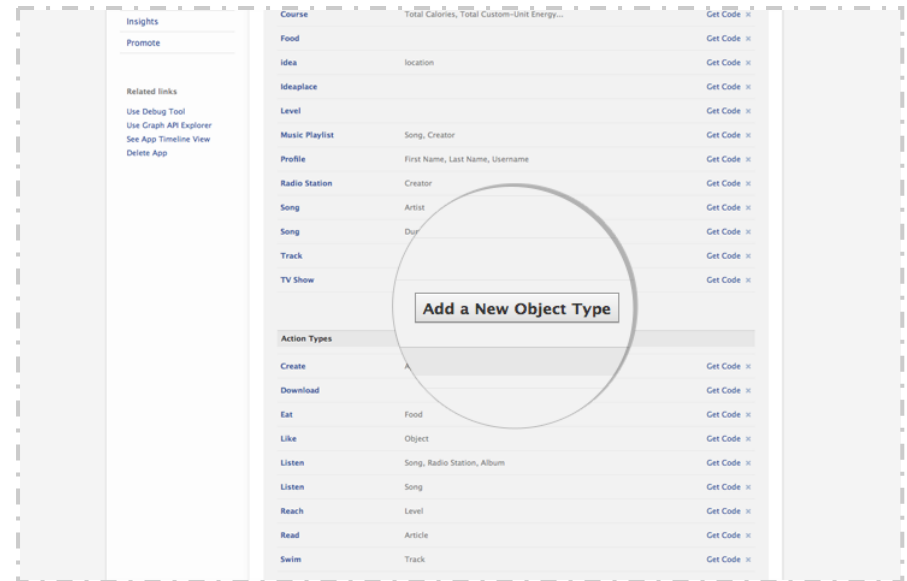 Insights
Promote
Related links
Use Debug Tool
Use Graph API Explorer
See App Timeline View
Delete App
Course Total Calories, Total Custom-Unit Energy... Get Code ×
Food Get Code ×
idea location Get Code ×
Ideaplace Get Code ×
Level Get Code ×
Music Playlist Song, Creator Get Code ×
Profile First Name, Last Name, Username Get Code ×
Radio Station Creator Get Code ×
Song Artist Get Code ×
Song Dur Get Code ×
Track Get Code ×
TV Show Get Code ×
Add a New Object Type
Action Types
Create A Get Code ×
Download Get Code ×
Eat Food Get Code ×
Like Object Get Code ×
Listen Song, Radio Station, Album Get Code ×
Listen Song Get Code ×
Reach Level Get Code ×
Read Article Get Code ×
Swim Track Get Code ×